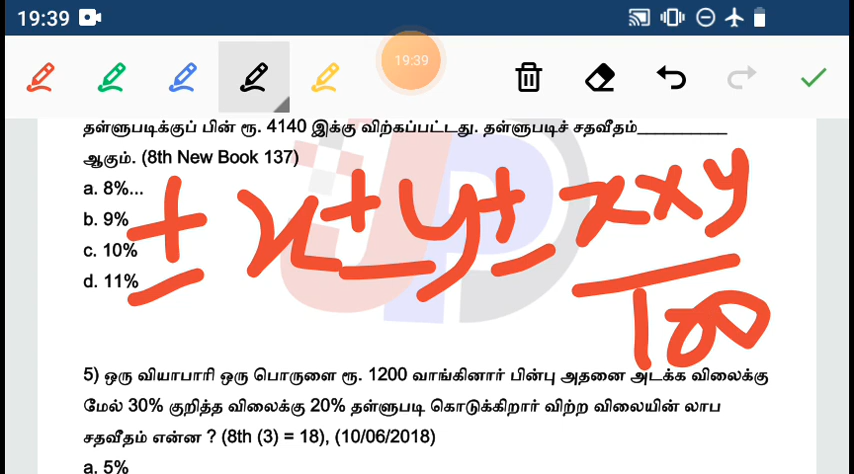 19:39
19:39
தள்ளுபடிக்குப் பின் ரூ. 4140 இக்கு விற்கப்பட்டது. தள்ளுபடிச் சதவீதம்__________
ஆகும். (8th New Book 137)
a. 8%...
b. 9%
c. 10%
d. 11%
± x ± y ± x×y/100
5) ஒரு வியாபாரி ஒரு பொருளை ரூ. 1200 வாங்கினார் பின்பு அதனை அடக்க விலைக்கு
மேல் 30% குறித்த விலைக்கு 20% தள்ளுபடி கொடுக்கிறார் விற்ற விலையின் லாப
சதவீதம் என்ன ? (8th (3) = 18), (10/06/2018)
a. 5%